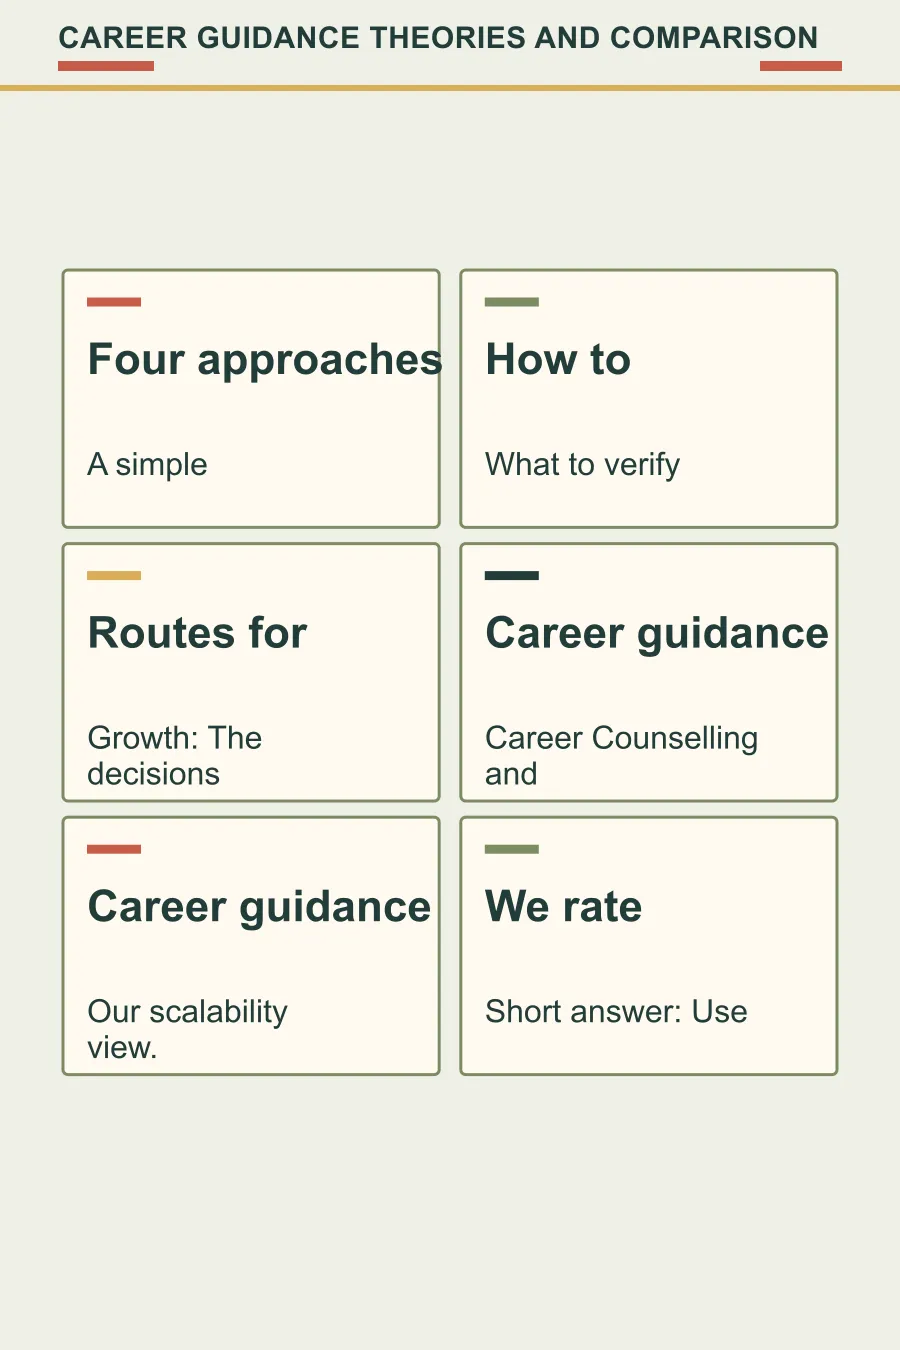 CAREER GUIDANCE THEORIES AND COMPARISON
Four approaches
A simple
How to
What to verify
Routes for
Growth: The
decisions
Career guidance
Career Counselling
and
Career guidance
Our scalability
view.
We rate
Short answer: Use